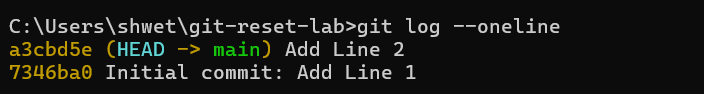 C:\Users\shwet\git-reset-lab>git log --oneline
a3cbd5e (HEAD -> main) Add Line 2
7346ba0 Initial commit: Add Line 1